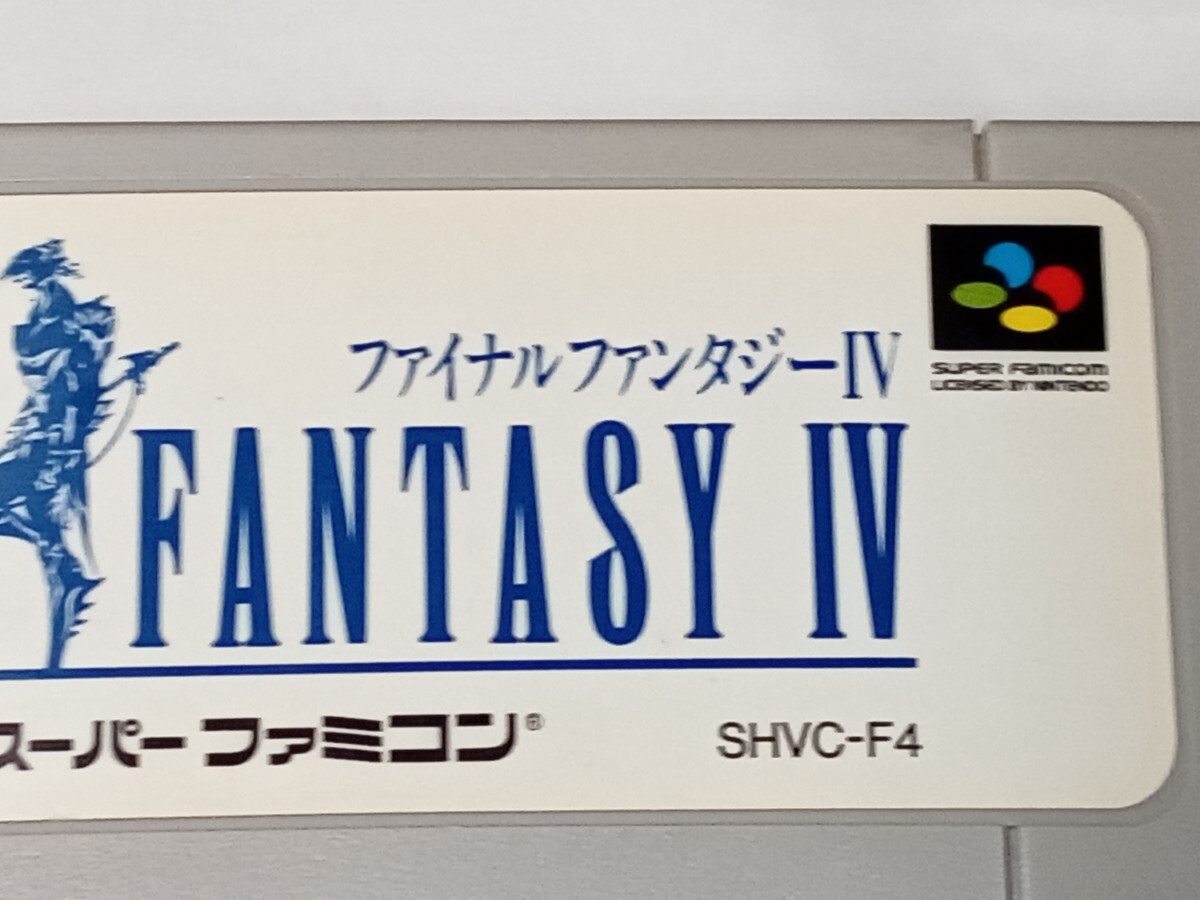 ファイナルファンタジーIV
FANTASY IV
SUPER FAMICOM
LICENSED BY NINTENDO
スーパーファミコン®
SHVC-F4